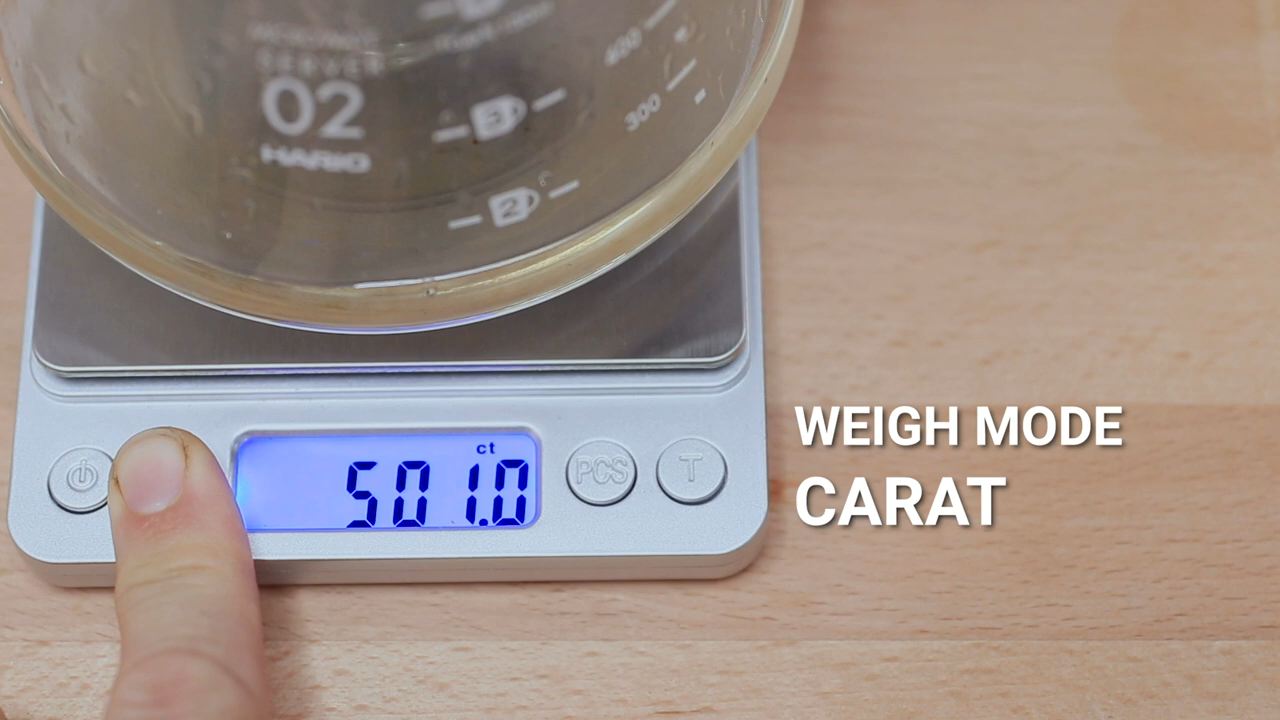 SERVER
02
HARIO
3
2
400
300
ct
501.0
PCS
T
WEIGH MODE
CARAT